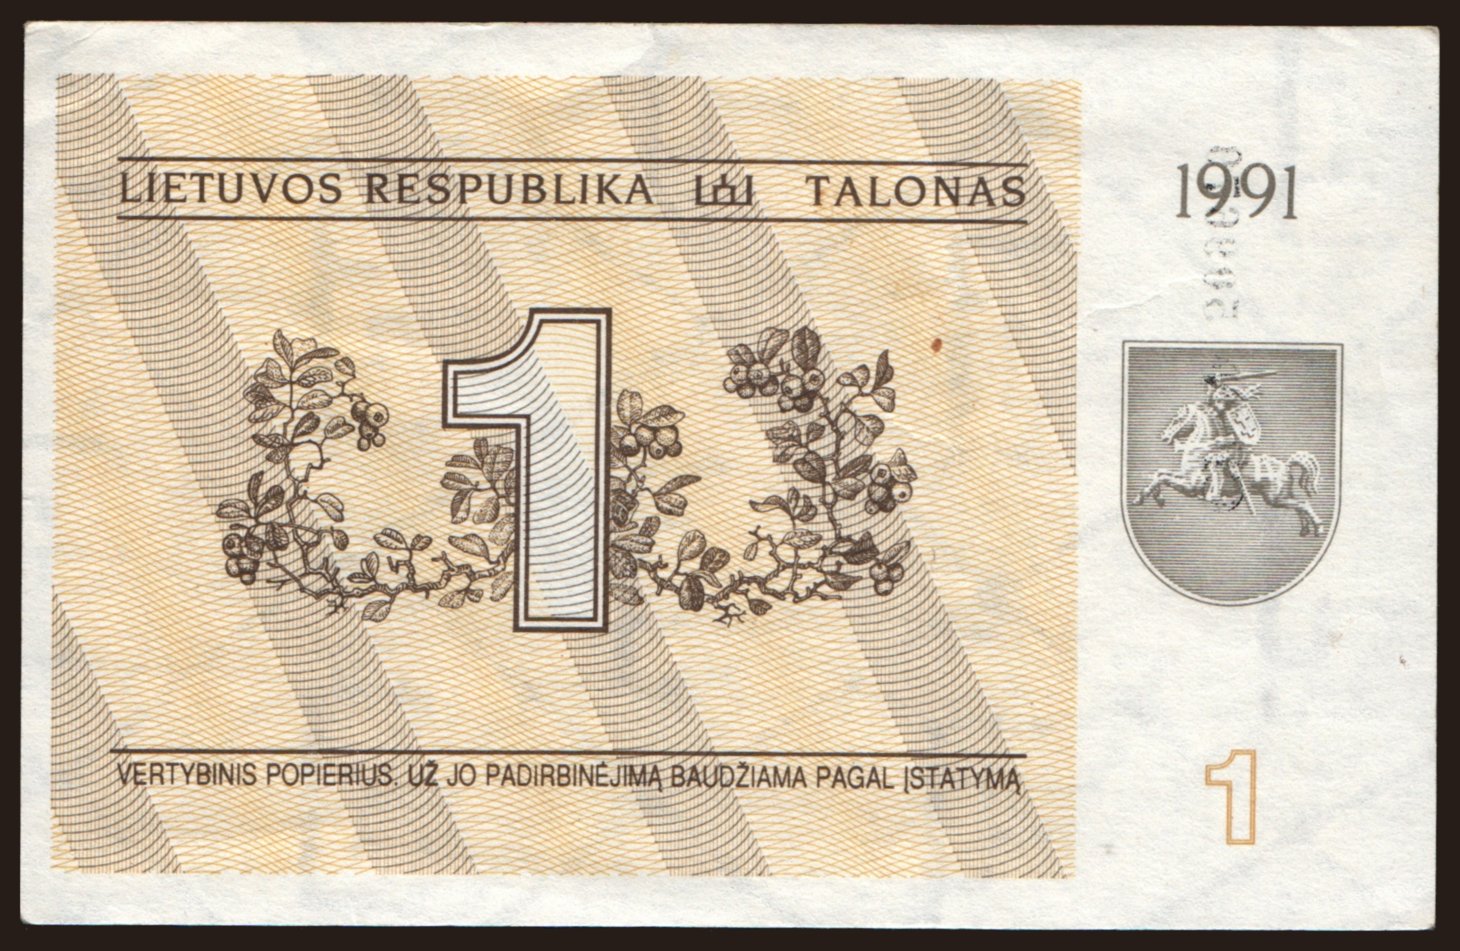 LIETUVOS RESPUBLIKA TALONAS
1991
1
VERTYBINIS POPIERIUS. UŽ JO PADIRBINĖJIMĄ BAUDŽIAMA PAGAL ĮSTATYMĄ
1